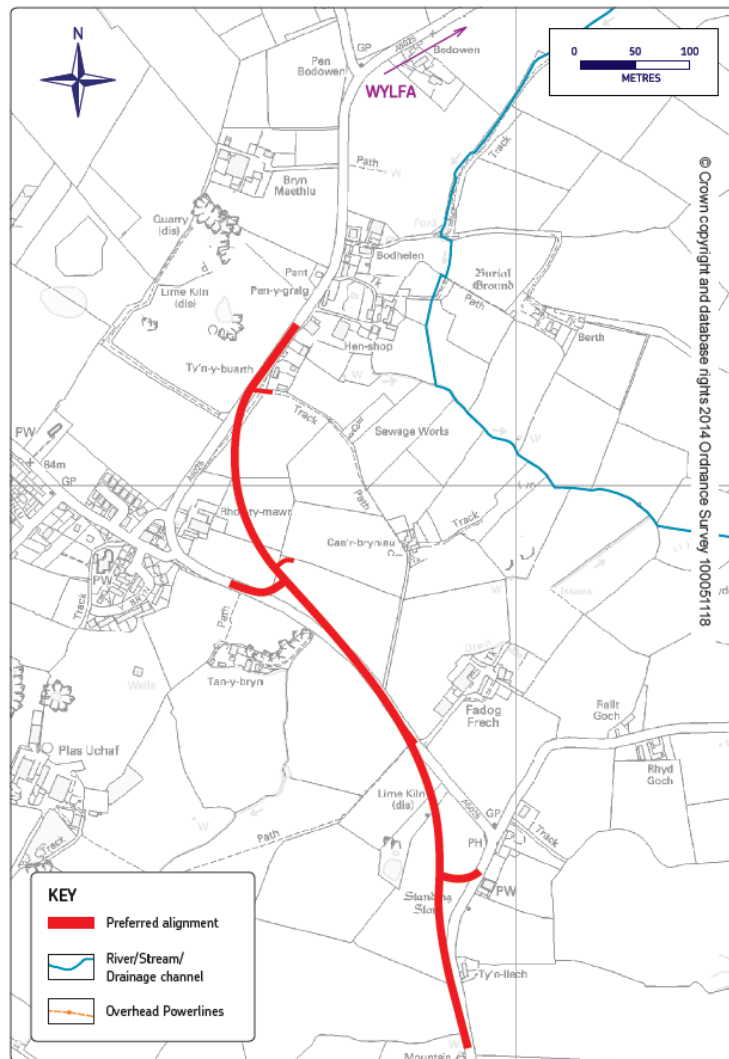 N
GP
A5025
Bodowen
Pen
Bodowen
WYLFA
0 50 100
METRES
Track
Path
W
Bryn
Maethlu
Quarry
(dis)
Ford
Bodhelen
Burial
Ground
Path
Pant
Pen-y-graig
Lime Kiln
(dis)
Berth
Hen-shop
Ty'n-y-buarth
W
Track
PW
84m
GP
A5025
Sewage Works
W
Path
Rhos-ty-mawr
Cae'r-bryniau
Track
PW
Track
Path
Issues
W
Drain
Tan-y-bryn
Wells
Fadog
Frech
Rallt
Goch
Plas Uchaf
Rhyd
Goch
Lime Kiln
(dis)
A5025
GP
W
Path
Track
PH
Track
PW
Standing
Ty'n-llech
W
Mountain
KEY
Preferred alignment
River/Stream/
Drainage channel
Overhead Powerlines
© Crown copyright and database rights 2014 Ordnance Survey 100051118